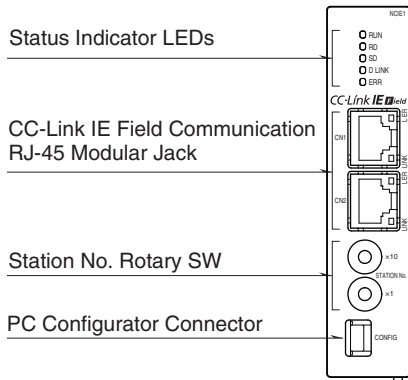 NCIE1
Status Indicator LEDs
RUN
RD
SD
D LINK
ERR
CC-Link IE Field
CC-Link IE Field Communication
RJ-45 Modular Jack
CN1
L ER
LINK
CN2
L ER
LINK
Station No. Rotary SW
×10
STATION No.
×1
PC Configurator Connector
CONFIG